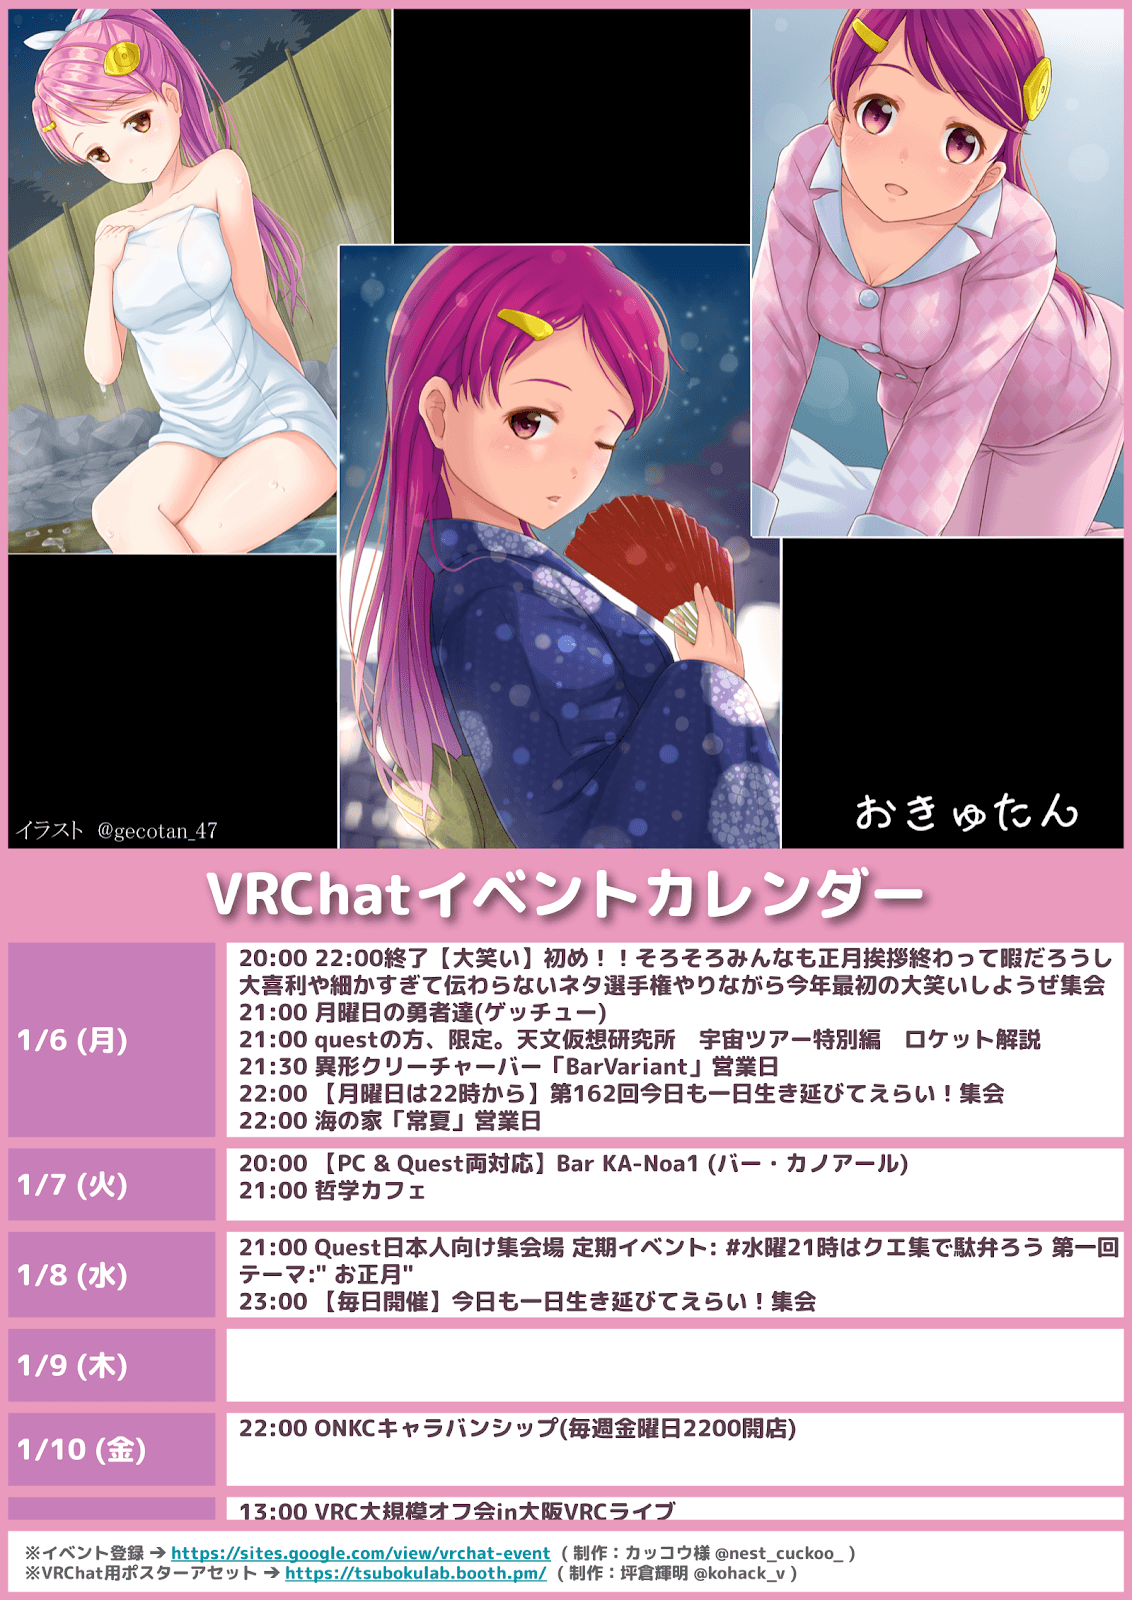 イラスト @gecotan_47
おきゅたん
VRChatイベントカレンダー
1/6 (月)
20:00 22:00終了【大笑い】初め！！そろそろみんなも正月挨拶終わって暇だろうし
大喜利や細かすぎて伝わらないネタ選手権やりながら今年最初の大笑いしようぜ集会
21:00 月曜日の勇者達(ゲッチュー)
21:00 questの方、限定。天文仮想研究所　宇宙ツアー特別編　ロケット解説
21:30 異形クリーチャーバー「BarVariant」営業日
22:00 【月曜日は22時から】第162回今日も一日生き延びてえらい！集会
22:00 海の家「常夏」営業日
1/7 (火)
20:00 【PC & Quest両対応】Bar KA-Noa1 (バー・カノアール)
21:00 哲学カフェ
1/8 (水)
21:00 Quest日本人向け集会場 定期イベント: #水曜21時はクエ集で駄弁ろう 第一回
テーマ:" お正月"
23:00 【毎日開催】今日も一日生き延びてえらい！集会
1/9 (木)
1/10 (金)
22:00 ONKCキャラバンシップ(毎週金曜日2200開店)
13:00 VRC大規模オフ会in大阪VRCライブ
※イベント登録 → https://sites.google.com/view/vrchat-event ( 制作：カッコウ様 @nest_cuckoo_ )
※VRChat用ポスターアセット → https://tsubokulab.booth.pm/ ( 制作：坪倉輝明 @kohack_v )